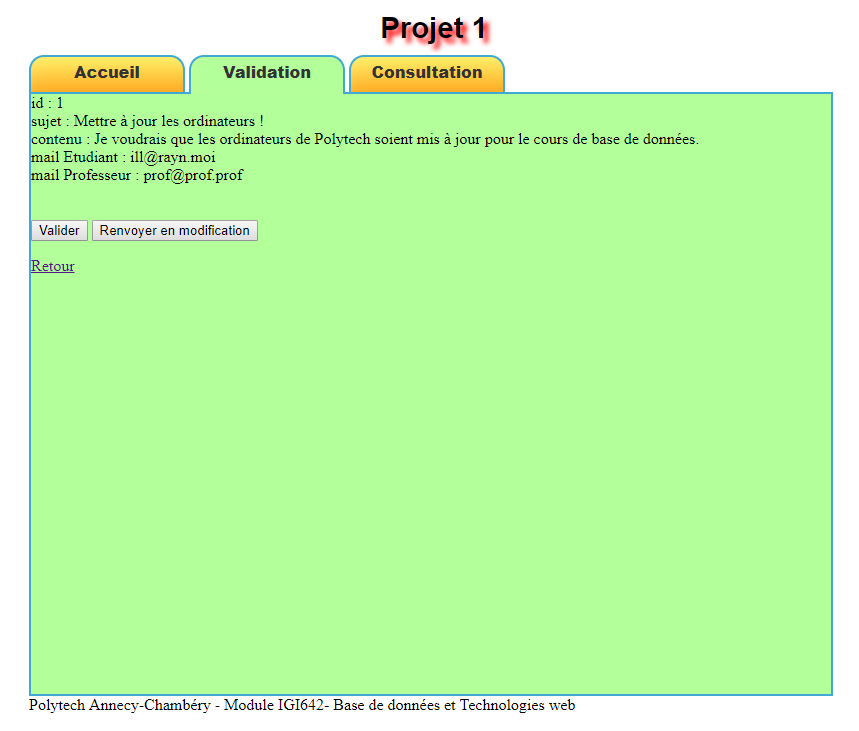 Projet 1
Accueil Validation Consultation
id : 1
sujet : Mettre à jour les ordinateurs !
contenu : Je voudrais que les ordinateurs de Polytech soient mis à jour pour le cours de base de données.
mail Etudiant : ill@rayn.moi
mail Professeur : prof@prof.prof
Valider Renvoyer en modification
Retour
Polytech Annecy-Chambéry - Module IGI642- Base de données et Technologies web